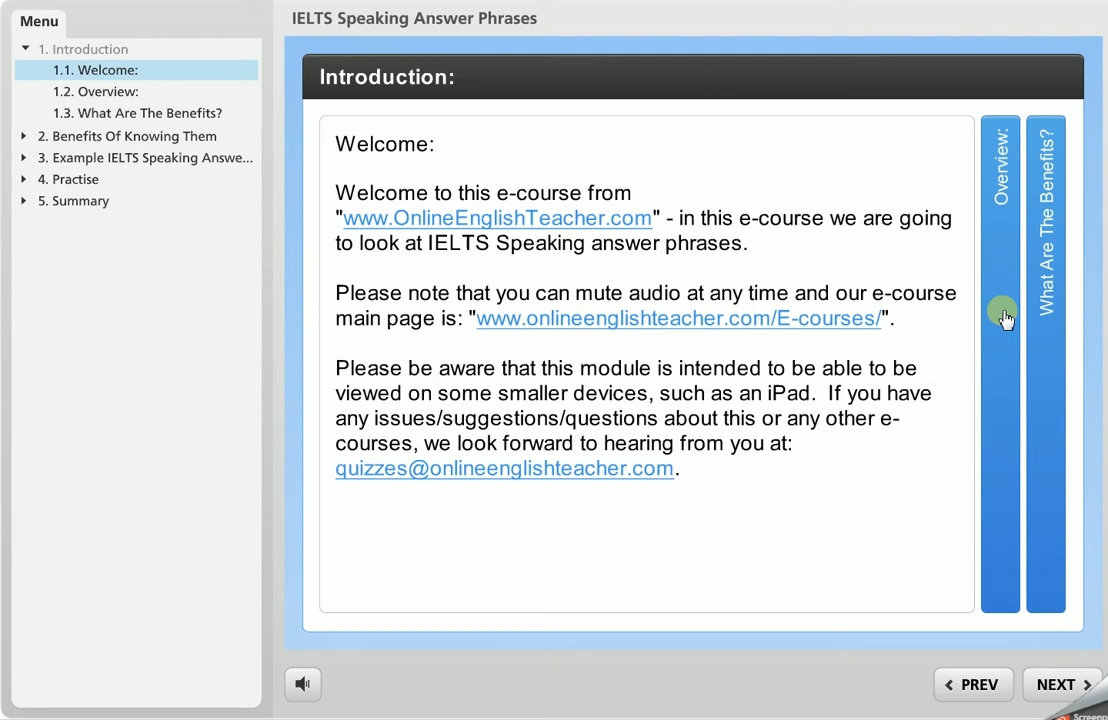 Menu
1. Introduction
1.1. Welcome:
1.2. Overview:
1.3. What Are The Benefits?
2. Benefits Of Knowing Them
3. Example IELTS Speaking Answe...
4. Practise
5. Summary
IELTS Speaking Answer Phrases
Introduction:
Welcome:
Welcome to this e-course from
"www.OnlineEnglishTeacher.com" - in this e-course we are going
to look at IELTS Speaking answer phrases.
Please note that you can mute audio at any time and our e-course
main page is: "www.onlineenglishteacher.com/E-courses/".
Please be aware that this module is intended to be able to be
viewed on some smaller devices, such as an iPad.  If you have
any issues/suggestions/questions about this or any other e-
courses, we look forward to hearing from you at:
quizzes@onlineenglishteacher.com.
Overview:
What Are The Benefits?
PREV
NEXT